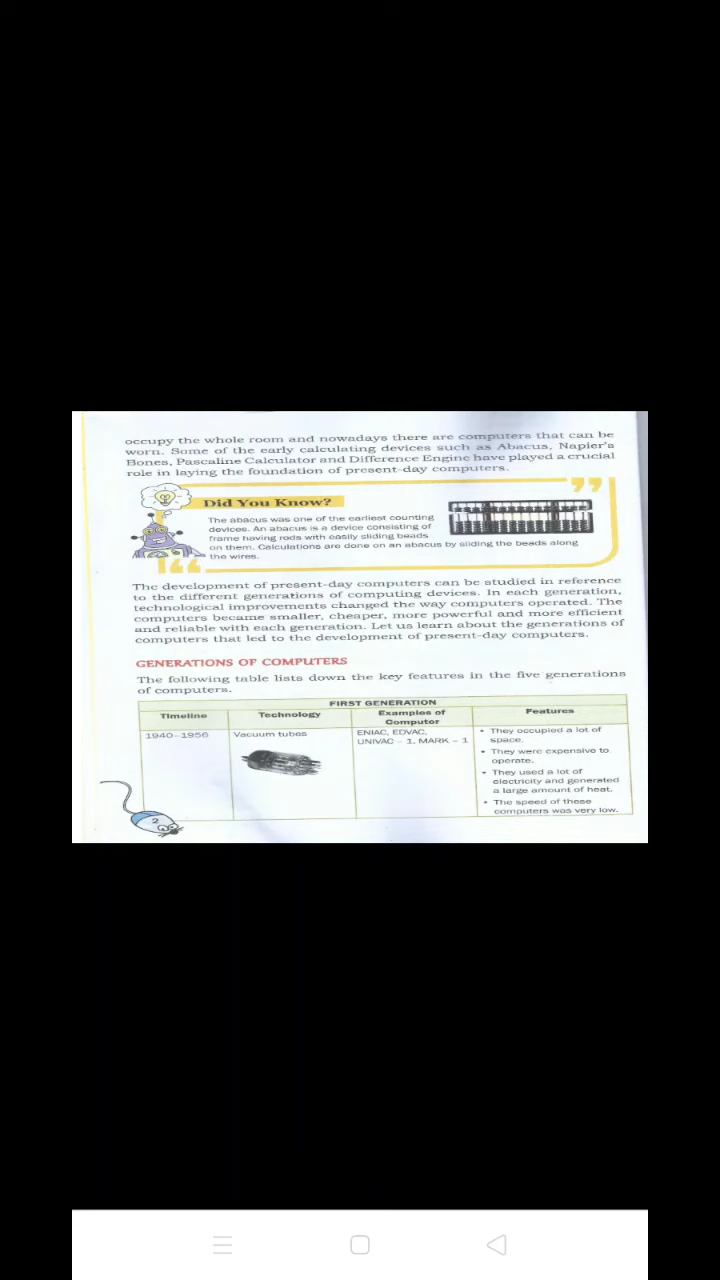 occupy the whole room and nowadays there are computers that can be
worn. Some of the early calculating devices such as Abacus, Napier's
Bones, Pascaline Calculator and Difference Engine have played a crucial
role in laying the foundation of present-day computers.
Did You Know?
The abacus was one of the earliest counting
devices. An abacus is a device consisting of
frame having rods with easily sliding beads
on them. Calculations are done on an abacus by sliding the beads along
the wires.
The development of present-day computers can be studied in reference
to the different generations of computing devices. In each generation,
technological improvements changed the way computers operated. The
computers became smaller, cheaper, more powerful and more efficient
and reliable with each generation. Let us learn about the generations of
computers that led to the development of present-day computers.
GENERATIONS OF COMPUTERS
The following table lists down the key features in the five generations
of computers.
FIRST GENERATION
Timeline
Technology
Examples of
Computer
Features
1940–1956
Vacuum tubes
ENIAC, EDVAC,
UNIVAC – 1, MARK – 1
• They occupied a lot of
space.
• They were expensive to
operate.
• They used a lot of
electricity and generated
a large amount of heat.
• The speed of these
computers was very low.
2